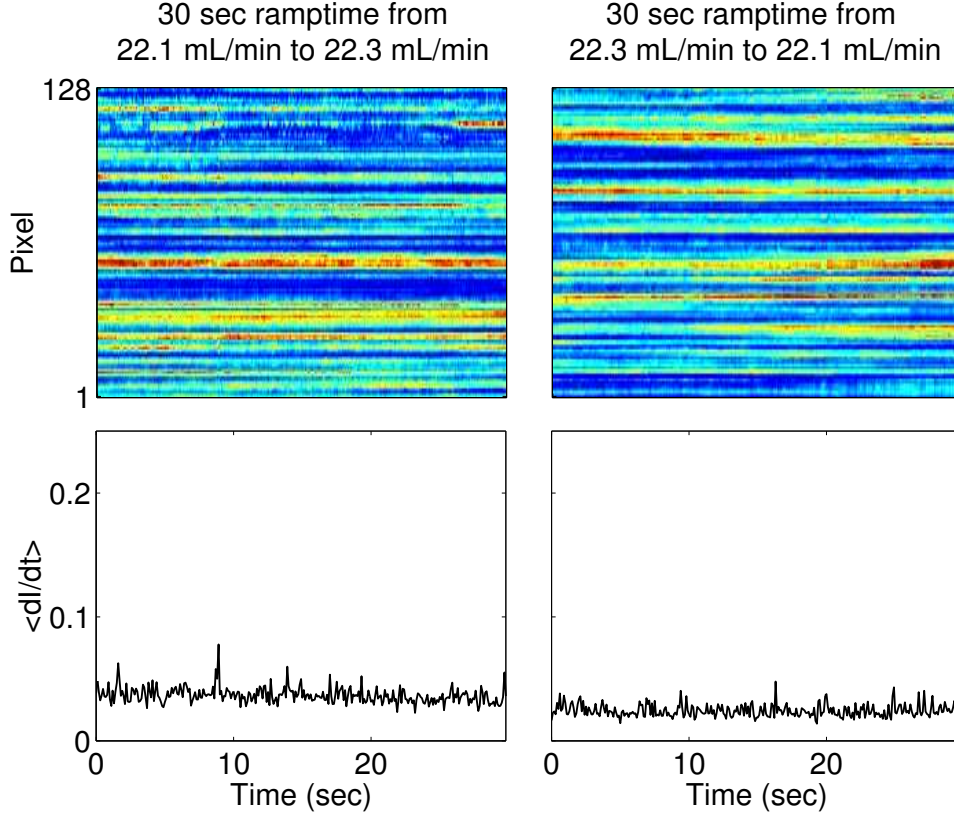 30 sec ramptime from
22.1 mL/min to 22.3 mL/min
30 sec ramptime from
22.3 mL/min to 22.1 mL/min
128
Pixel
1
0.2
0.1
0
<dI/dt>
0 10 20
Time (sec)
0 10 20
Time (sec)